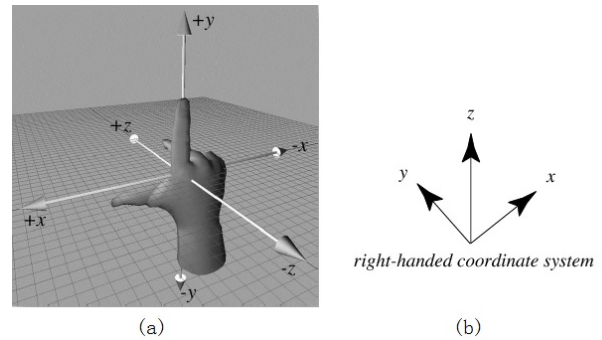 +y
+z
-x
+x
-z
-y
z
y
x
right-handed coordinate system
(a)
(b)